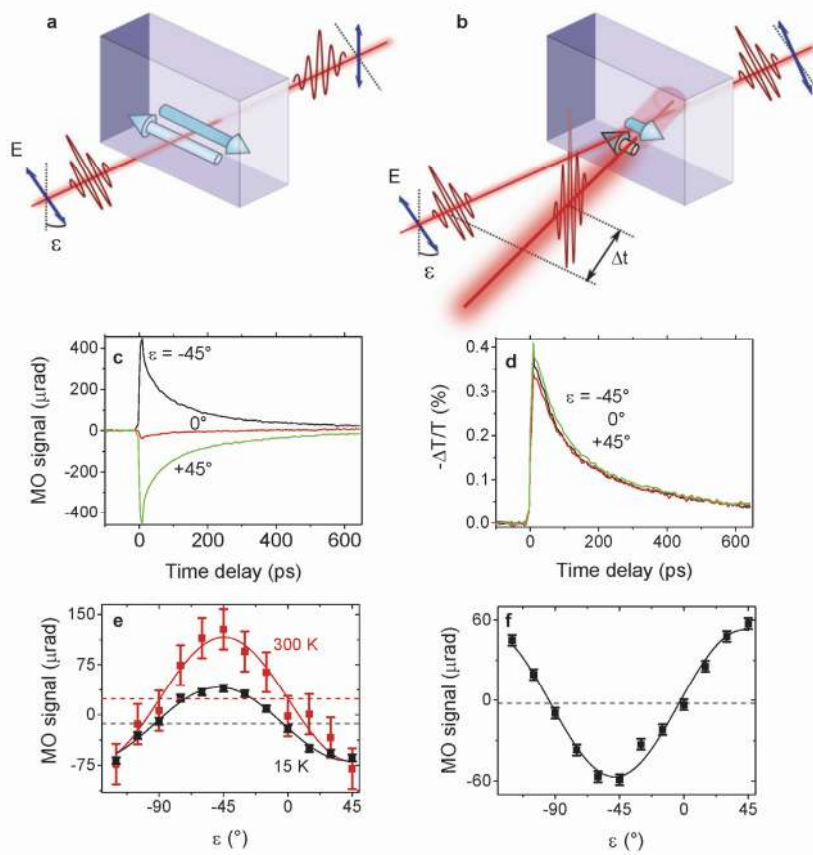 a
b
E
ε
E
ε
Δt
c
ε = -45°
0°
+45°
400
200
0
-200
-400
MO signal (μrad)
0 200 400 600
Time delay (ps)
d
ε = -45°
0°
+45°
0.4
0.3
0.2
0.1
0.0
-ΔT/T (%)
0 200 400 600
Time delay (ps)
e
300 K
15 K
150
75
0
-75
MO signal (μrad)
-90 -45 0 45
ε (°)
f
60
0
-60
MO signal (μrad)
-90 -45 0 45
ε (°)